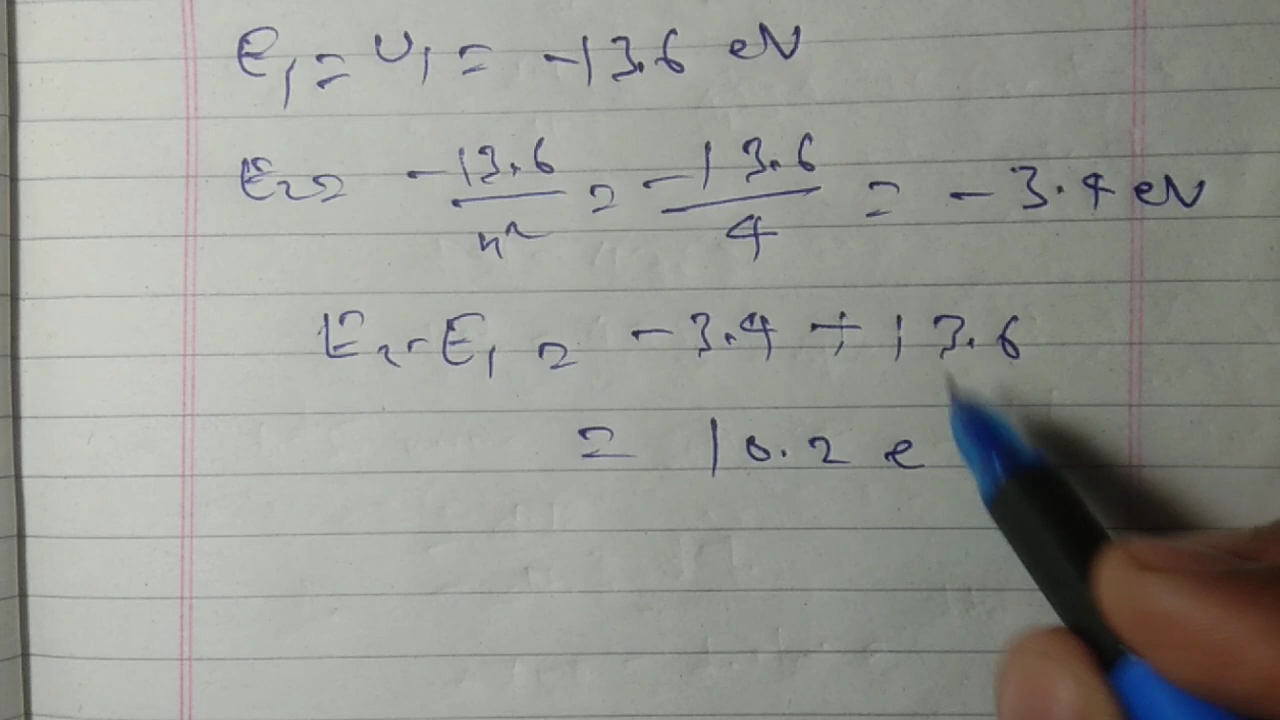 E₁ = U₁ = -13.6 eV
E₂ = -13.6/n² = -13.6/4 = -3.4 eV
E₂-E₁ = -3.4 + 13.6
= 10.2 e